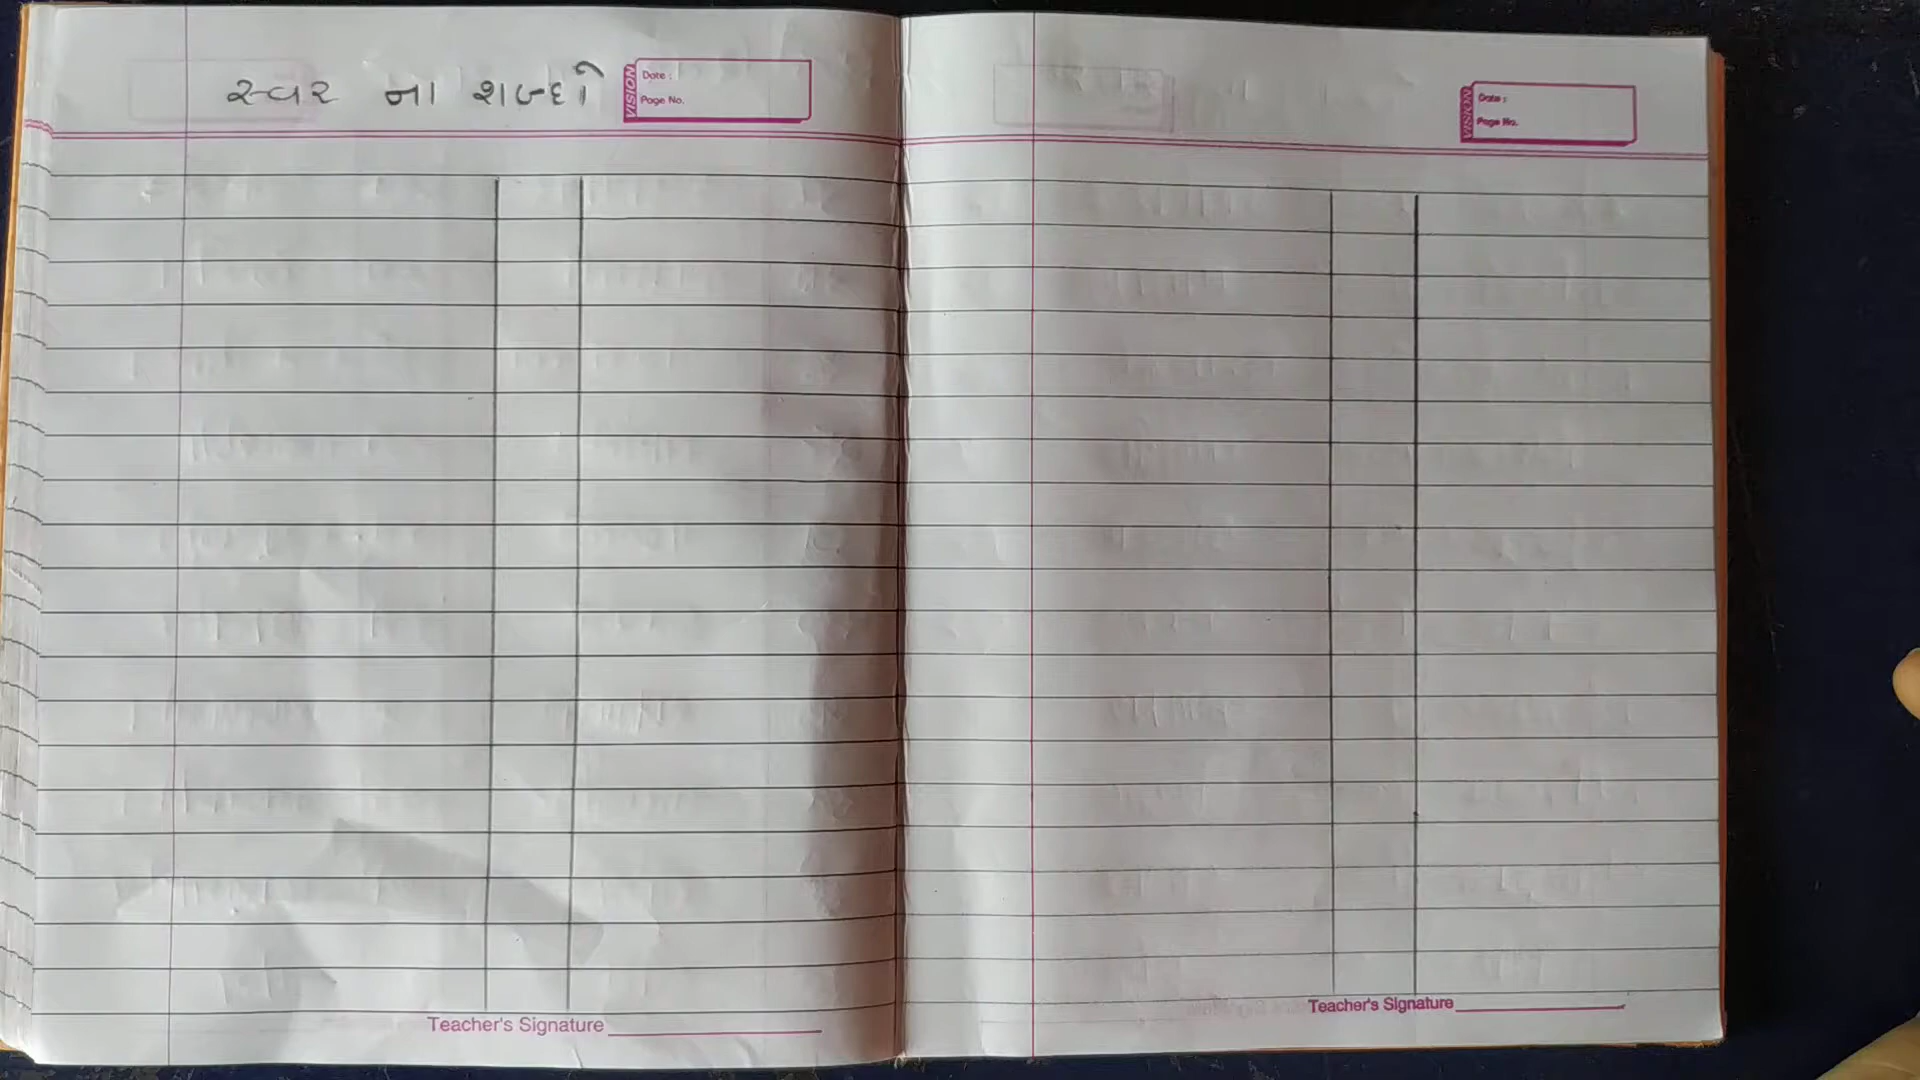 સ્વર ના શબ્દો
VISION
Date :
Page No.
Teacher's Signature
VISION
Date :
Page No.
Teacher's Signature